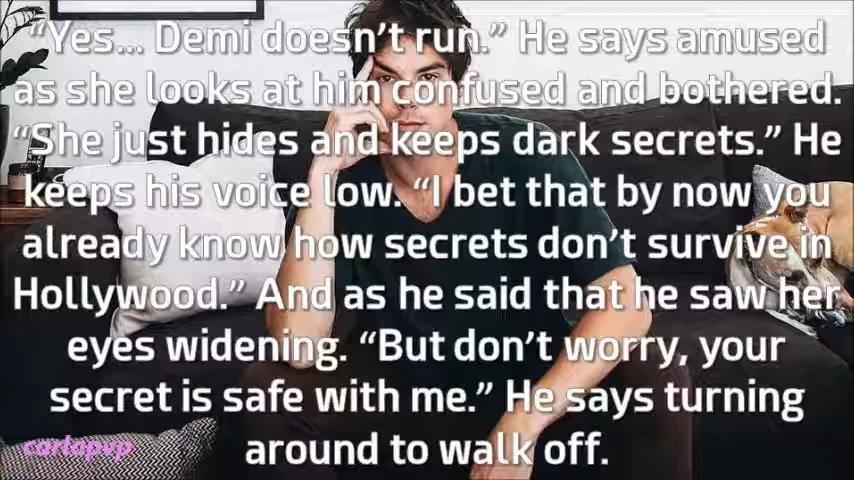 “Yes... Demi doesn’t run.” He says amused
as she looks at him confused and bothered.
“She just hides and keeps dark secrets.” He
keeps his voice low. “I bet that by now you
already know how secrets don’t survive in
Hollywood.” And as he said that he saw her
eyes widening. “But don’t worry, your
secret is safe with me.” He says turning
around to walk off.
carlapvp